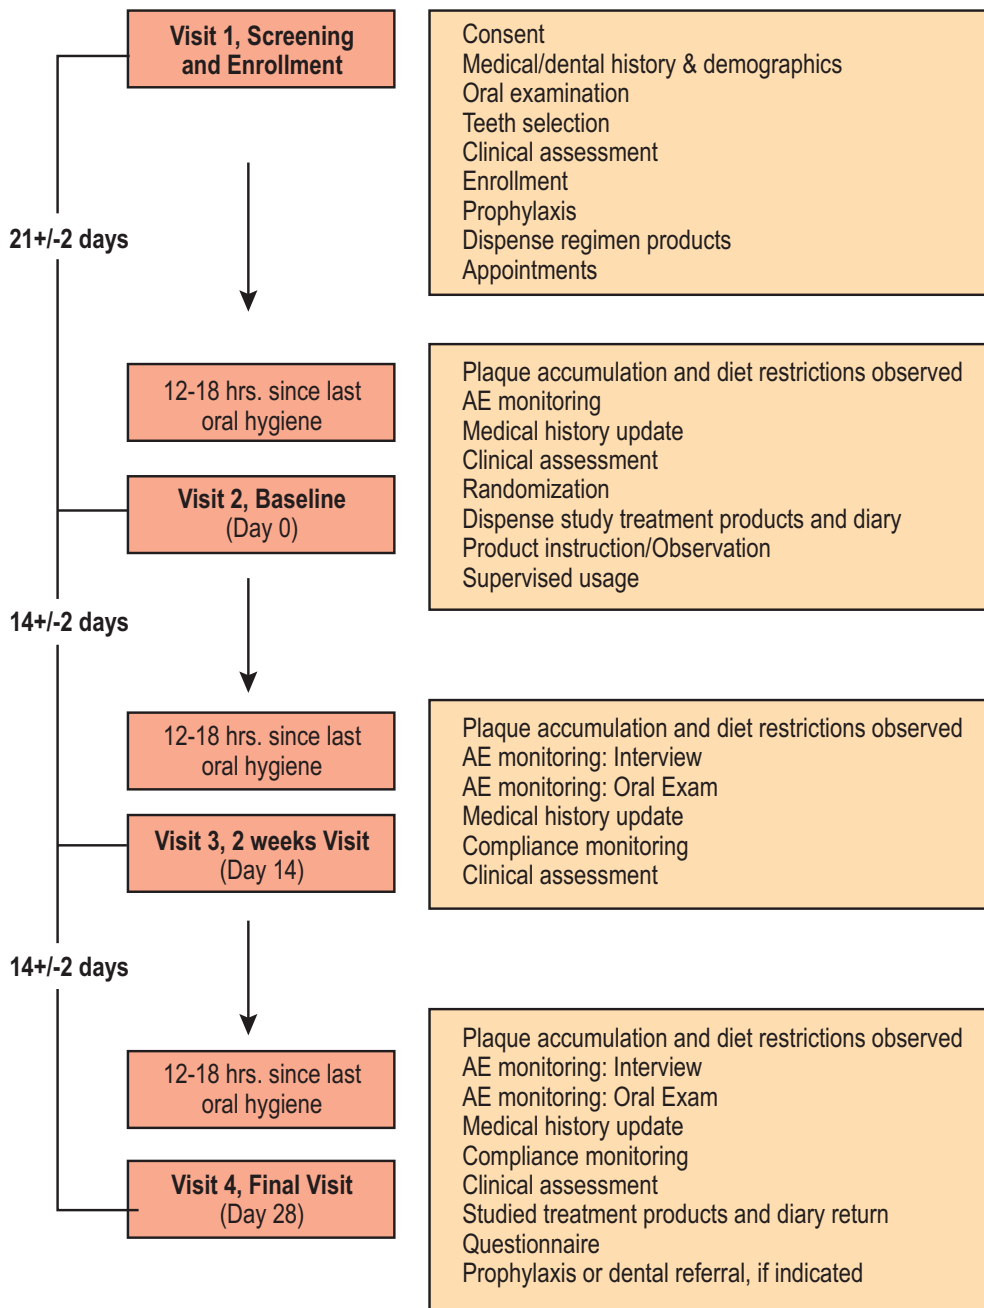 Visit 1, Screening
and Enrollment
Consent
Medical/dental history & demographics
Oral examination
Teeth selection
Clinical assessment
Enrollment
Prophylaxis
Dispense regimen products
Appointments
21+/-2 days
12-18 hrs. since last
oral hygiene
Visit 2, Baseline
(Day 0)
Plaque accumulation and diet restrictions observed
AE monitoring
Medical history update
Clinical assessment
Randomization
Dispense study treatment products and diary
Product instruction/Observation
Supervised usage
14+/-2 days
12-18 hrs. since last
oral hygiene
Visit 3, 2 weeks Visit
(Day 14)
Plaque accumulation and diet restrictions observed
AE monitoring: Interview
AE monitoring: Oral Exam
Medical history update
Compliance monitoring
Clinical assessment
14+/-2 days
12-18 hrs. since last
oral hygiene
Visit 4, Final Visit
(Day 28)
Plaque accumulation and diet restrictions observed
AE monitoring: Interview
AE monitoring: Oral Exam
Medical history update
Compliance monitoring
Clinical assessment
Studied treatment products and diary return
Questionnaire
Prophylaxis or dental referral, if indicated